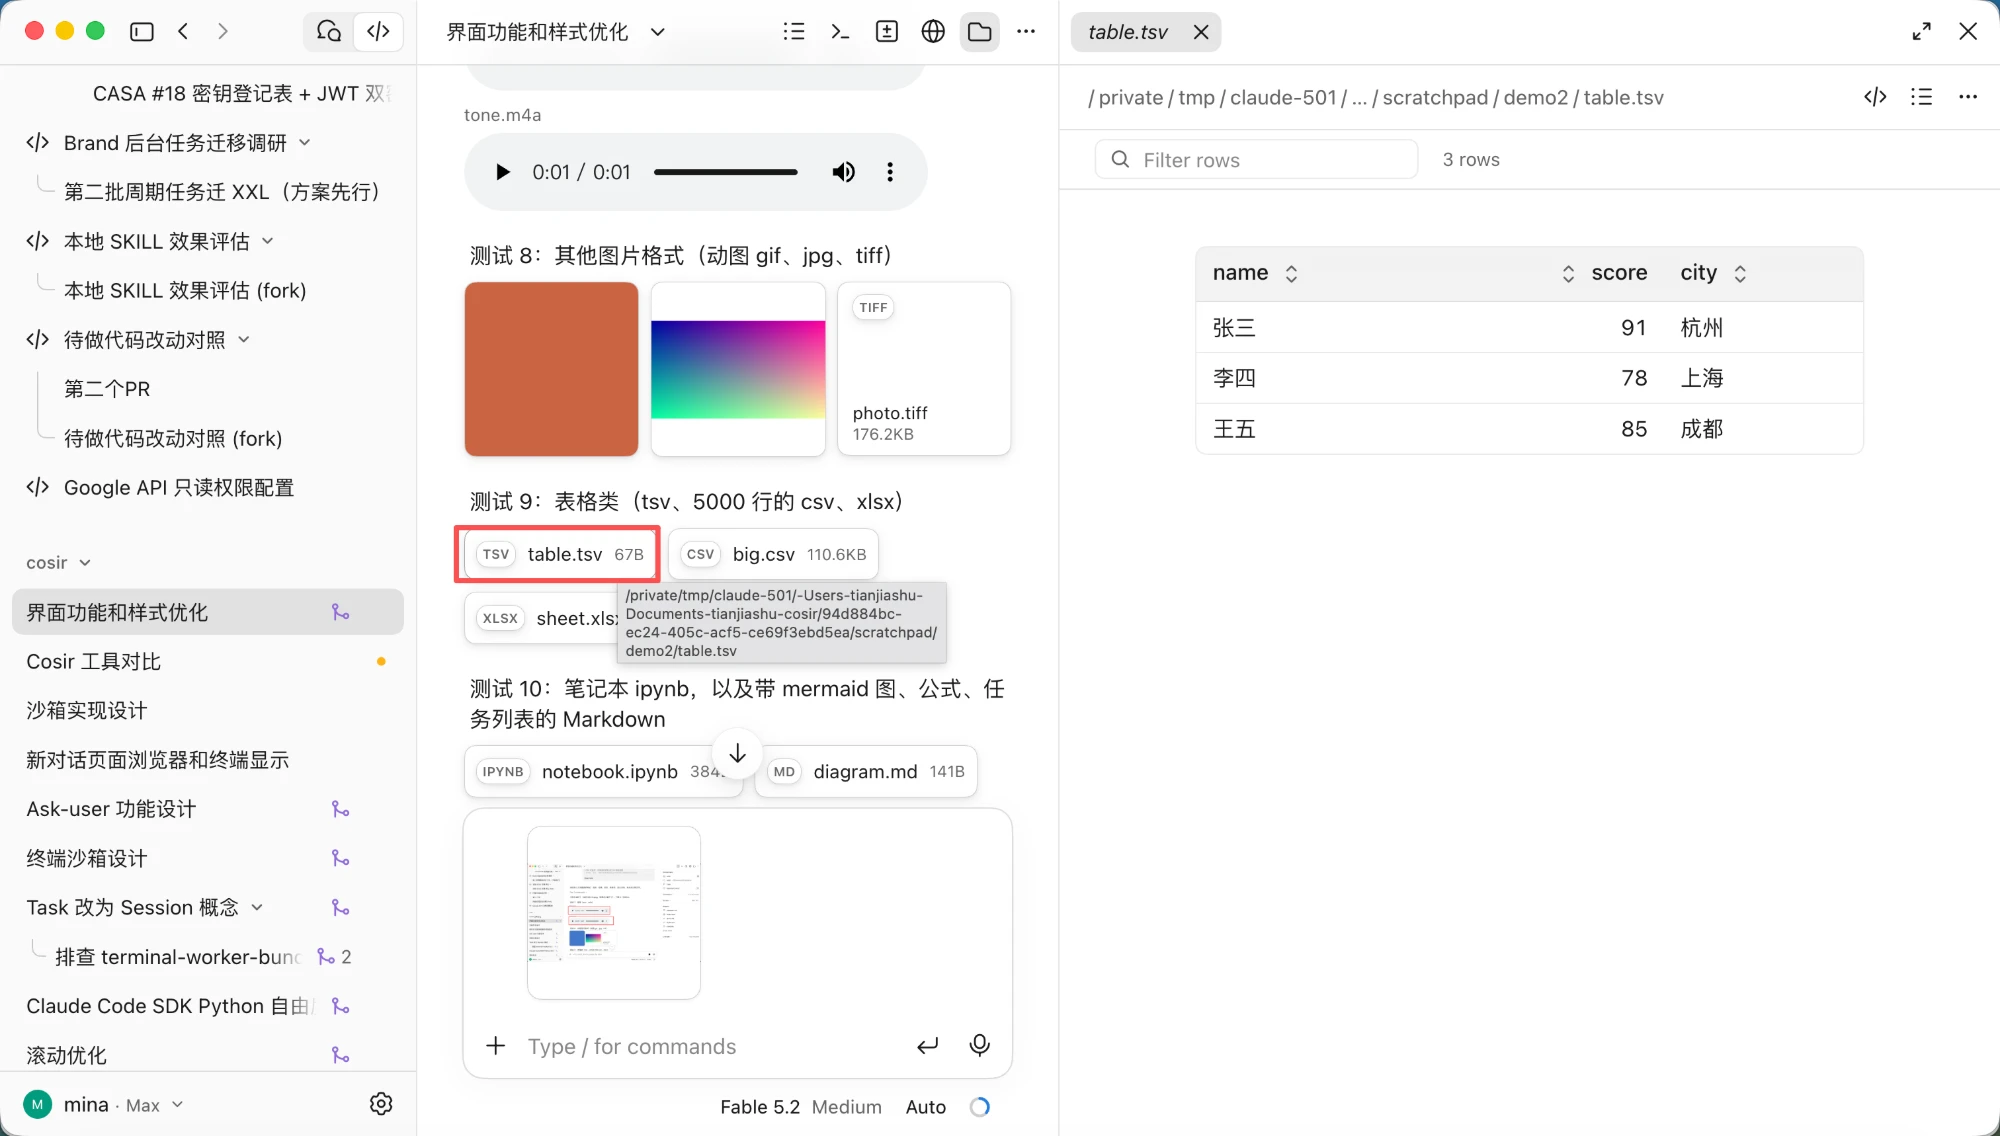 CASA #18 密钥登记表 + JWT 双
Brand 后台任务迁移调研
第二批周期任务迁 XXL（方案先行）
本地 SKILL 效果评估
本地 SKILL 效果评估 (fork)
待做代码改动对照
第二个PR
待做代码改动对照 (fork)
Google API 只读权限配置
cosir
界面功能和样式优化
Cosir 工具对比
沙箱实现设计
新对话页面浏览器和终端显示
Ask-user 功能设计
终端沙箱设计
Task 改为 Session 概念
排查 terminal-worker-bunc 2
Claude Code SDK Python 自由
滚动优化
M mina · Max
界面功能和样式优化
tone.m4a
0:01 / 0:01
测试 8：其他图片格式（动图 gif、jpg、tiff）
TIFF
photo.tiff
176.2KB
测试 9：表格类（tsv、5000 行的 csv、xlsx）
TSV table.tsv 67B
CSV big.csv 110.6KB
XLSX sheet.xlsx
/private/tmp/claude-501/-Users-tianjiashu-
Documents-tianjiashu-cosir/94d884bc-
ec24-405c-acf5-ce69f3ebd5ea/scratchpad/
demo2/table.tsv
测试 10：笔记本 ipynb，以及带 mermaid 图、公式、任
务列表的 Markdown
IPYNB notebook.ipynb 384
MD diagram.md 141B
Type / for commands
Fable 5.2 Medium Auto
table.tsv
/ private / tmp / claude-501 / ... / scratchpad / demo2 / table.tsv
Filter rows
3 rows
name score city
张三 91 杭州
李四 78 上海
王五 85 成都